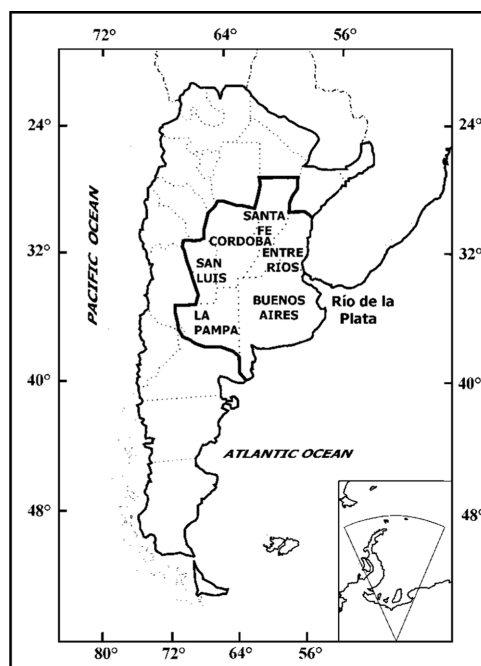 72° 64° 56°
24° 24°
SANTA
FE
CORDOBA
ENTRE
RIOS
32° 32°
SAN
LUIS
PACIFIC OCEAN
BUENOS
AIRES
Río de la
Plata
LA
PAMPA
40° 40°
ATLANTIC OCEAN
48° 48°
80° 72° 64° 56°